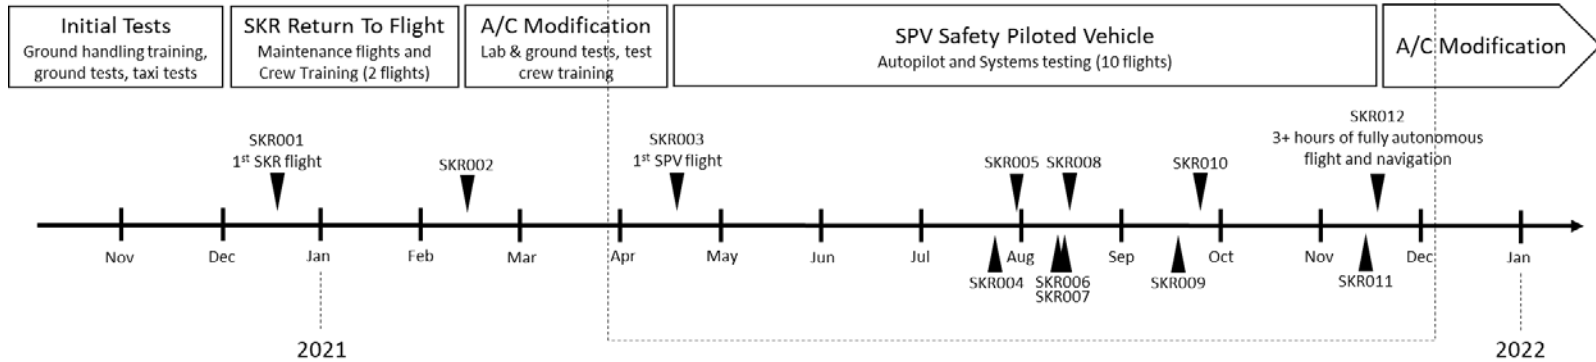 Initial Tests
Ground handling training,
ground tests, taxi tests
SKR Return To Flight
Maintenance flights and
Crew Training (2 flights)
A/C Modification
Lab & ground tests, test
crew training
SPV Safety Piloted Vehicle
Autopilot and Systems testing (10 flights)
A/C Modification
SKR001
1st SKR flight
SKR002
SKR003
1st SPV flight
SKR005
SKR008
SKR010
SKR012
3+ hours of fully autonomous
flight and navigation
Nov
Dec
Jan
Feb
Mar
Apr
May
Jun
Jul
Aug
Sep
Oct
Nov
Dec
Jan
SKR004
SKR006
SKR007
SKR009
SKR011
2021
2022